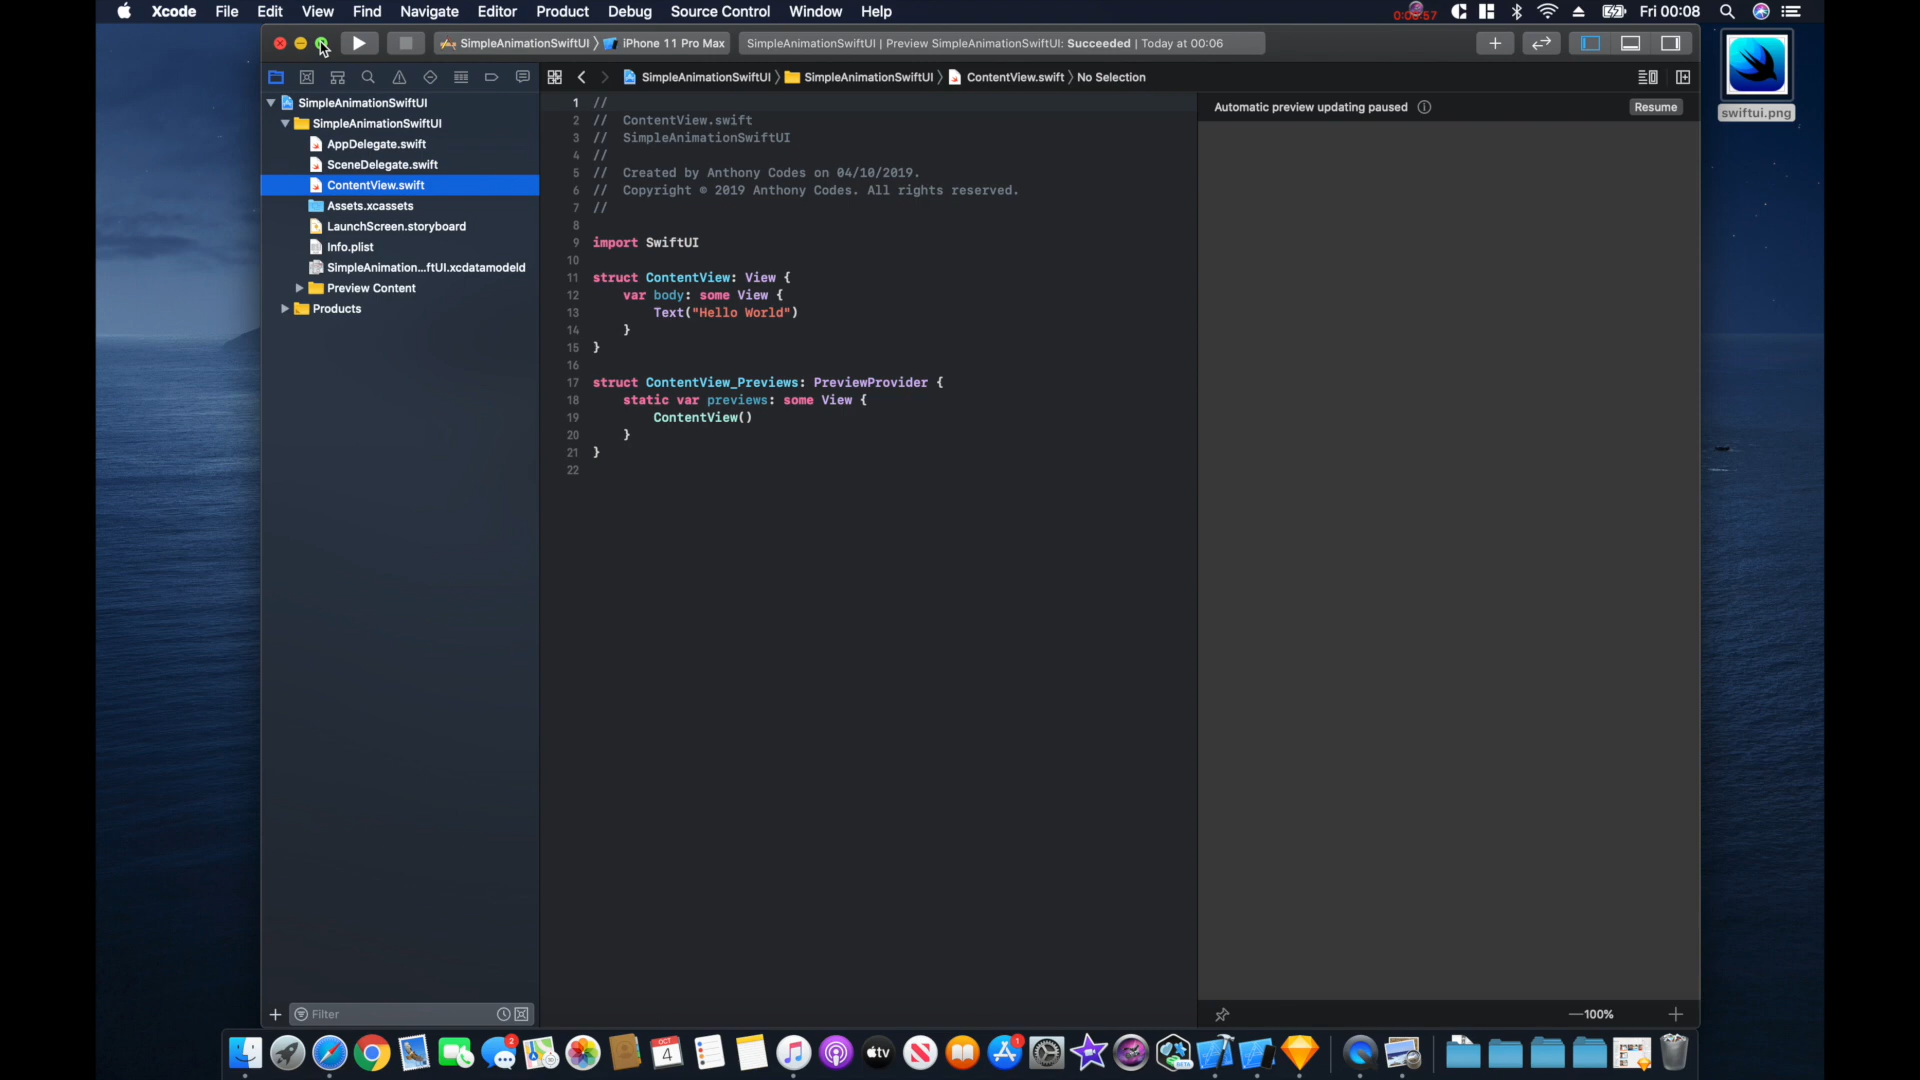 Xcode File Edit View Find Navigate Editor Product Debug Source Control Window Help
Fri 00:08
SimpleAnimationSwiftUI iPhone 11 Pro Max
SimpleAnimationSwiftUI | Preview SimpleAnimationSwiftUI: Succeeded | Today at 00:06
swiftui.png
SimpleAnimationSwiftUI
SimpleAnimationSwiftUI
AppDelegate.swift
SceneDelegate.swift
ContentView.swift
Assets.xcassets
LaunchScreen.storyboard
Info.plist
SimpleAnimation...ftUI.xcdatamodeld
Preview Content
Products
Filter
SimpleAnimationSwiftUI SimpleAnimationSwiftUI ContentView.swift No Selection
1 //
2 // ContentView.swift
3 // SimpleAnimationSwiftUI
4 //
5 // Created by Anthony Codes on 04/10/2019.
6 // Copyright © 2019 Anthony Codes. All rights reserved.
7 //
8
9 import SwiftUI
10
11 struct ContentView: View {
12 var body: some View {
13 Text("Hello World")
14 }
15 }
16
17 struct ContentView_Previews: PreviewProvider {
18 static var previews: some View {
19 ContentView()
20 }
21 }
22
Automatic preview updating paused
Resume
100%
2
OCT
4
tv
1
BETA